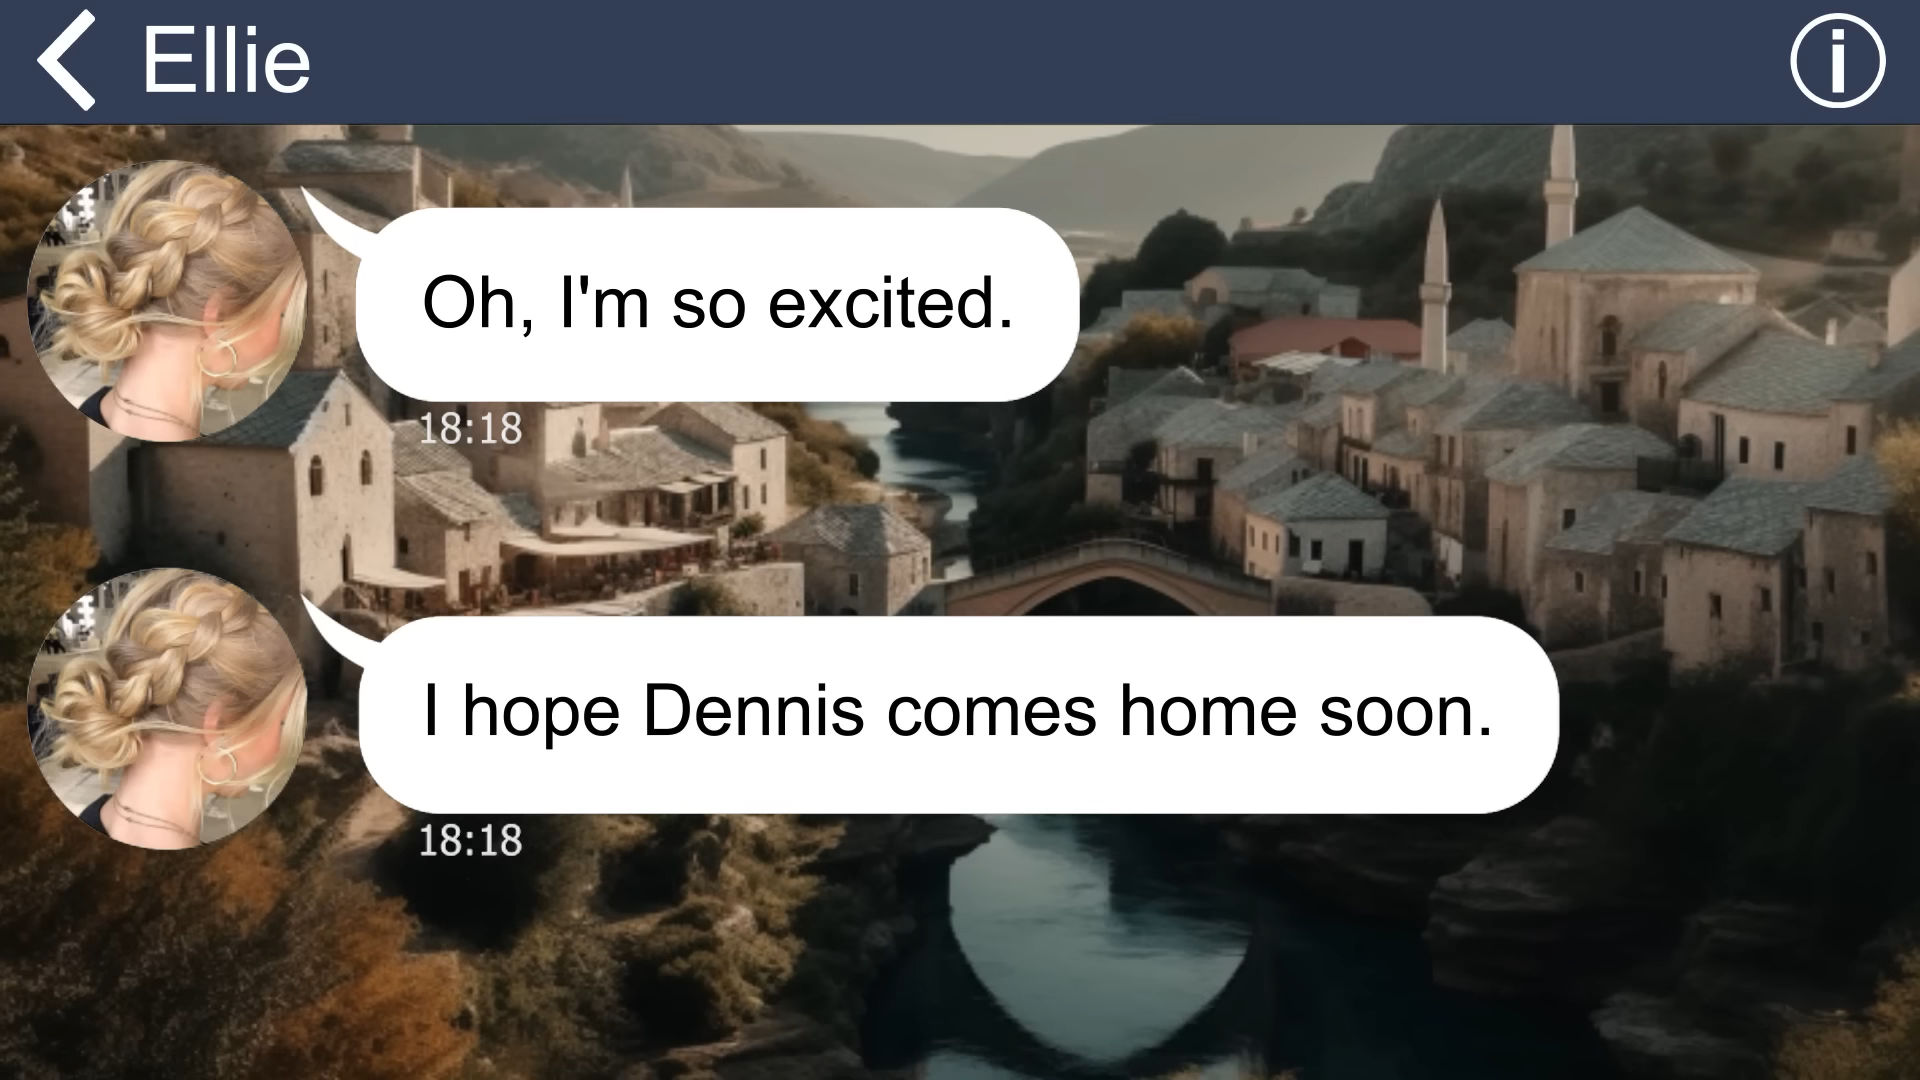 Ellie
Oh, I'm so excited.
18:18
I hope Dennis comes home soon.
18:18